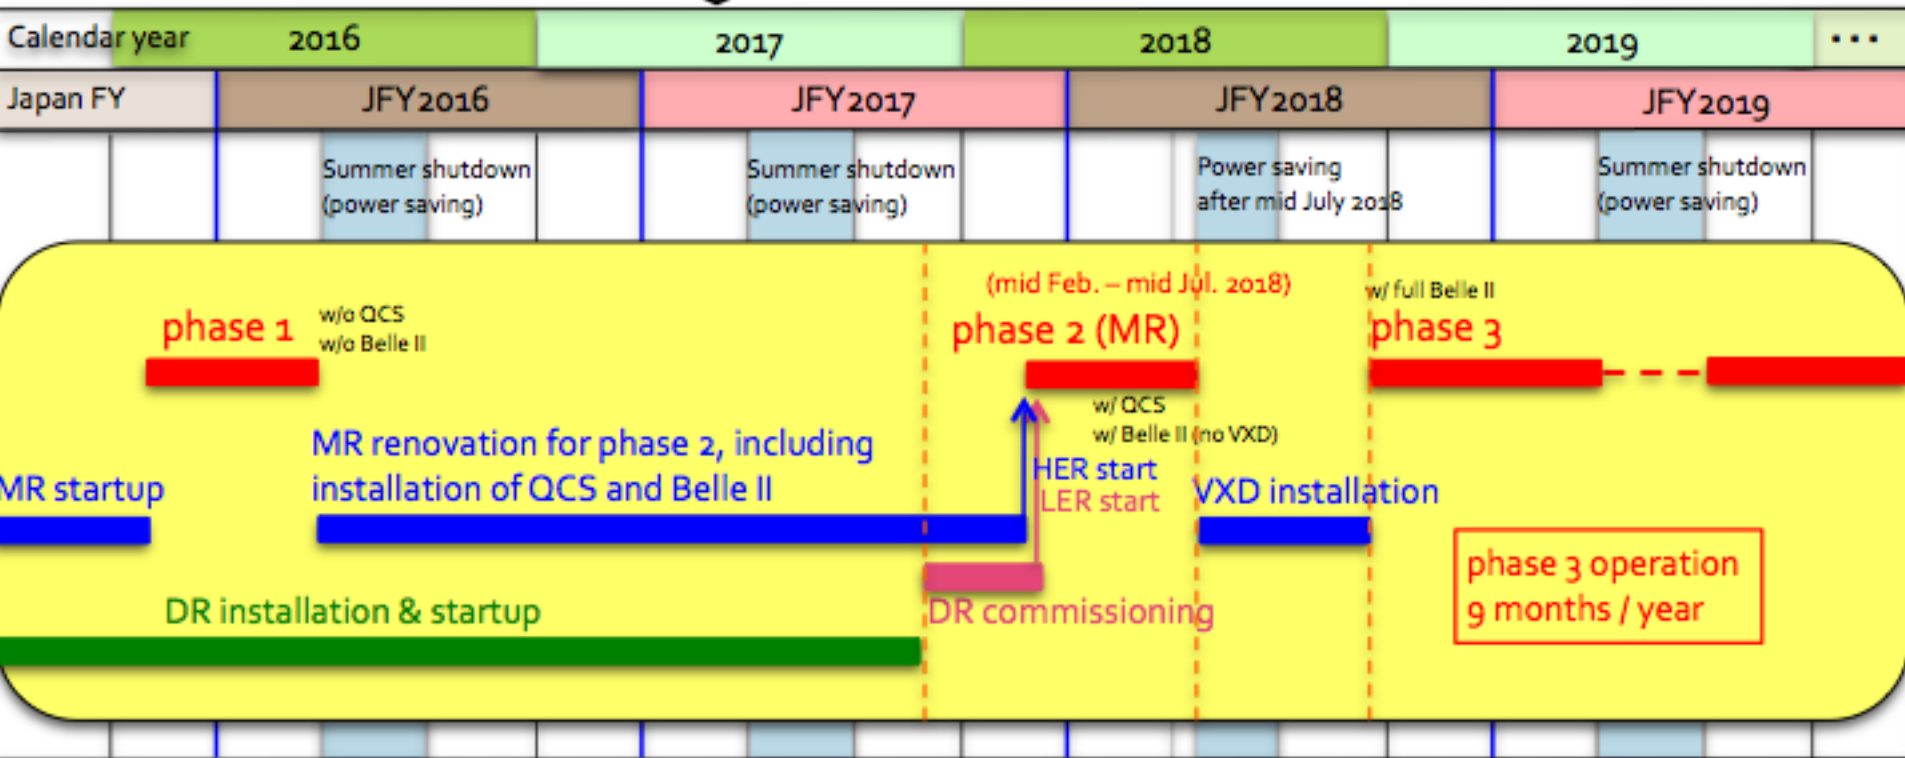 Calendar year 2016 2017 2018 2019 ...
Japan FY JFY2016 JFY2017 JFY2018 JFY2019
Summer shutdown
(power saving)
Summer shutdown
(power saving)
Power saving
after mid July 2018
Summer shutdown
(power saving)
phase 1
w/o QCS
w/o Belle II
(mid Feb. – mid Jul. 2018)
phase 2 (MR)
w/ QCS
w/ Belle II (no VXD)
w/ full Belle II
phase 3
MR startup
MR renovation for phase 2, including
installation of QCS and Belle II
HER start
LER start
VXD installation
DR installation & startup
DR commissioning
phase 3 operation
9 months / year